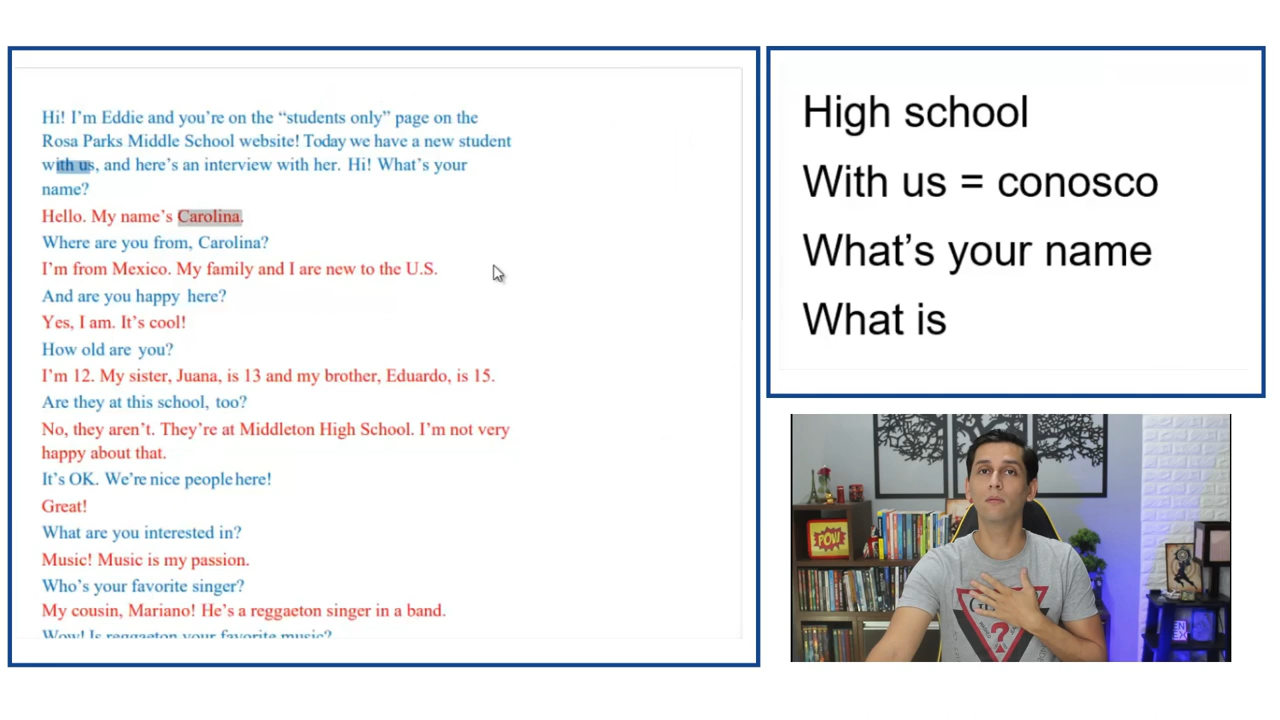 Hi! I’m Eddie and you’re on the “students only” page on the
Rosa Parks Middle School website! Today we have a new student
with us, and here’s an interview with her. Hi! What’s your
name?
Hello. My name’s Carolina.
Where are you from, Carolina?
I’m from Mexico. My family and I are new to the U.S.
And are you happy here?
Yes, I am. It’s cool!
How old are you?
I’m 12. My sister, Juana, is 13 and my brother, Eduardo, is 15.
Are they at this school, too?
No, they aren’t. They’re at Middleton High School. I’m not very
happy about that.
It’s OK. We’re nice people here!
Great!
What are you interested in?
Music! Music is my passion.
Who’s your favorite singer?
My cousin, Mariano! He’s a reggaeton singer in a band.
Wow! Is reggaeton your favorite music?
High school
With us = conosco
What’s your name
What is
POW
?